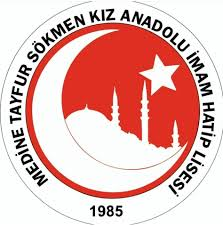 MEDİNE TAYFUR SÖKMEN KIZ ANADOLU İMAM HATİP LİSESİ
1985